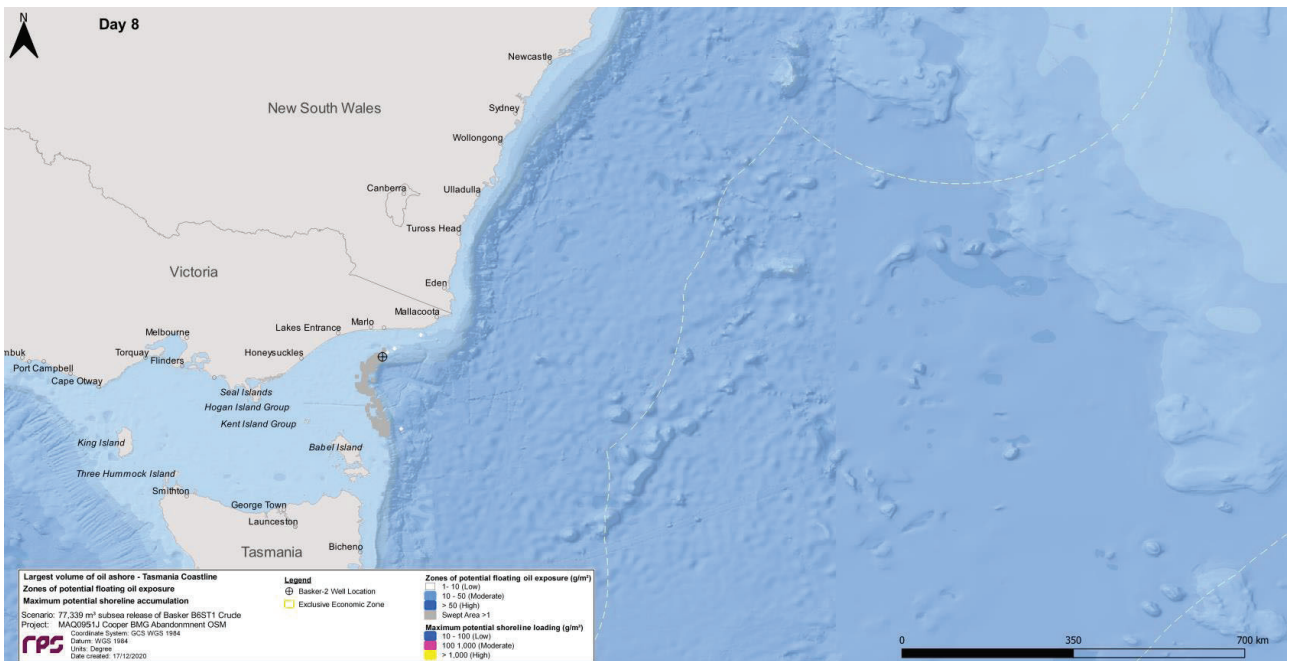 N
Day 8
Newcastle
New South Wales
Sydney
Wollongong
Canberra
Ulladulla
Tuross Head
Victoria
Eden
Mallacoota
Marlo
Lakes Entrance
Melbourne
Honeysuckles
Torquay
Flinders
mbuk
Port Campbell
Cape Otway
Seal Islands
Hogan Island Group
Kent Island Group
King Island
Babel Island
Three Hummock Island
Smithton
George Town
Launceston
Bicheno
Tasmania
Largest volume of oil ashore - Tasmania Coastline
Zones of potential floating oil exposure
Maximum potential shoreline accumulation
Scenario: 77,339 m³ subsea release of Basker B6ST1 Crude
Project: MAQ0951J Cooper BMG Abandonmnent OSM
rps
Coordinate System: GCS WGS 1984
Datum: WGS 1984
Units: Degree
Date created: 17/12/2020
Legend
Basker-2 Well Location
Exclusive Economic Zone
Zones of potential floating oil exposure (g/m²)
1- 10 (Low)
10 - 50 (Moderate)
> 50 (High)
Swept Area >1
Maximum potential shoreline loading (g/m²)
10 - 100 (Low)
100 1,000 (Moderate)
> 1,000 (High)
0 350 700 km